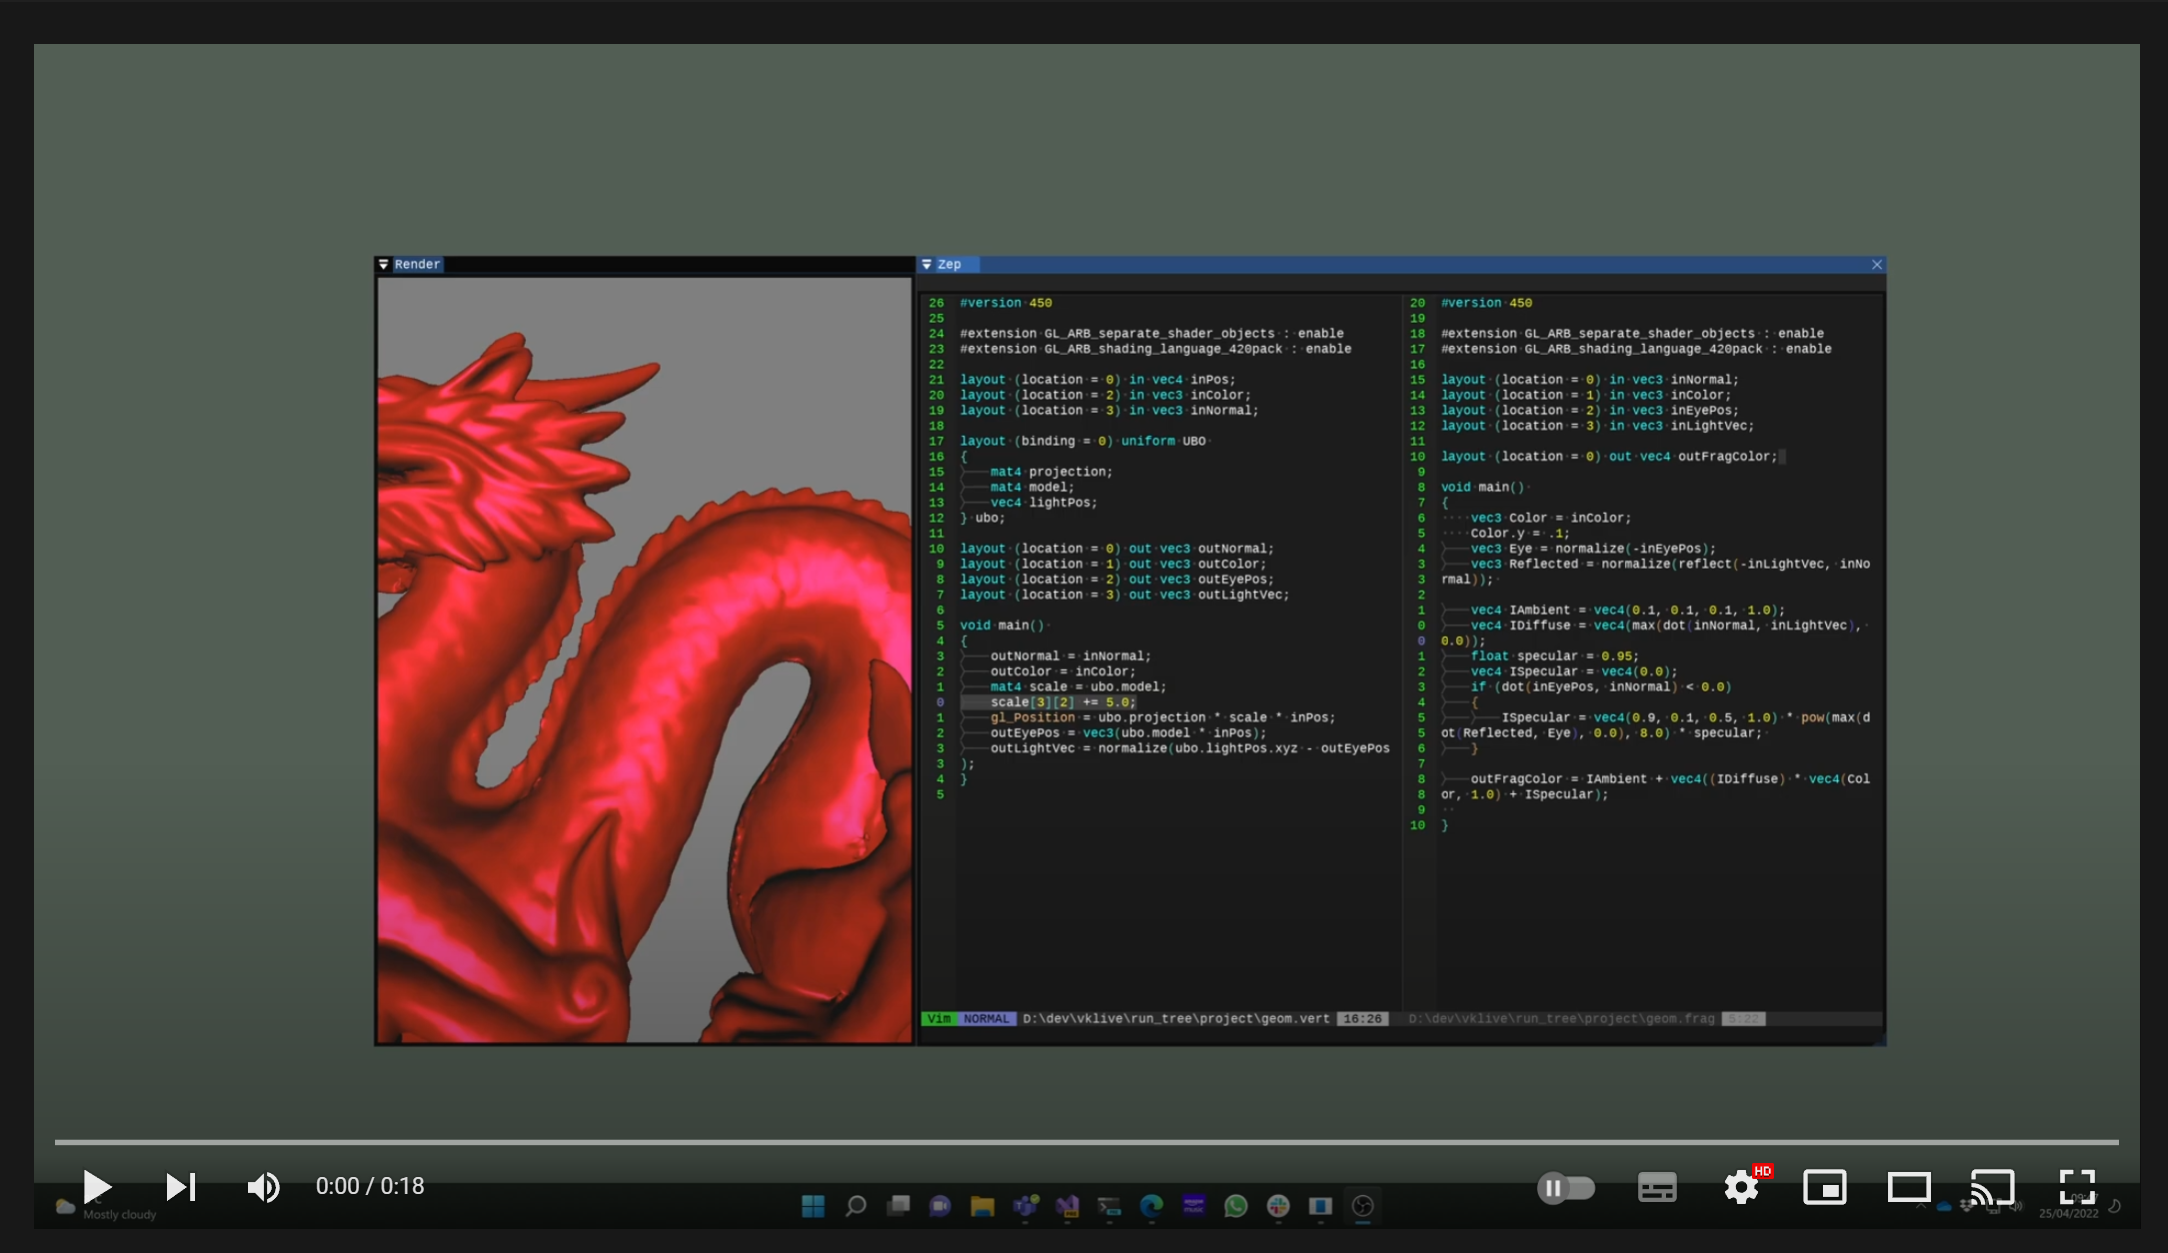 Render
Zep
26 #version 450
25
24 #extension GL_ARB_separate_shader_objects : enable
23 #extension GL_ARB_shading_language_420pack : enable
22
21 layout (location = 0) in vec4 inPos;
20 layout (location = 2) in vec3 inColor;
19 layout (location = 3) in vec3 inNormal;
18
17 layout (binding = 0) uniform UBO
16 {
15 mat4 projection;
14 mat4 model;
13 vec4 lightPos;
12 } ubo;
11
10 layout (location = 0) out vec3 outNormal;
9 layout (location = 1) out vec3 outColor;
8 layout (location = 2) out vec3 outEyePos;
7 layout (location = 3) out vec3 outLightVec;
6
5 void main()
4 {
3 outNormal = inNormal;
2 outColor = inColor;
1 mat4 scale = ubo.model;
0 scale[3][2] += 5.0;
1 gl_Position = ubo.projection * scale * inPos;
2 outEyePos = vec3(ubo.model * inPos);
3 outLightVec = normalize(ubo.lightPos.xyz - outEyePos
3 );
4 }
5
20 #version 450
19
18 #extension GL_ARB_separate_shader_objects : enable
17 #extension GL_ARB_shading_language_420pack : enable
16
15 layout (location = 0) in vec3 inNormal;
14 layout (location = 1) in vec3 inColor;
13 layout (location = 2) in vec3 inEyePos;
12 layout (location = 3) in vec3 inLightVec;
11
10 layout (location = 0) out vec4 outFragColor;
9
8 void main()
7 {
6 vec3 Color = inColor;
5 Color.y = .1;
4 vec3 Eye = normalize(-inEyePos);
3 vec3 Reflected = normalize(reflect(-inLightVec, inNo
3 rmal));
2
1 vec4 IAmbient = vec4(0.1, 0.1, 0.1, 1.0);
0 vec4 IDiffuse = vec4(max(dot(inNormal, inLightVec),
0 0.0));
1 float specular = 0.95;
2 vec4 ISpecular = vec4(0.0);
3 if (dot(inEyePos, inNormal) < 0.0)
4 {
5 ISpecular = vec4(0.9, 0.1, 0.5, 1.0) * pow(max(d
5 ot(Reflected, Eye), 0.0), 8.0) * specular;
6 }
7
8 outFragColor = IAmbient + vec4((IDiffuse) * vec4(Col
8 or, 1.0) + ISpecular);
9
10 }
Vim NORMAL D:\dev\vklive\run_tree\project\geom.vert 16:26
D:\dev\vklive\run_tree\project\geom.frag 5:22
0:00 / 0:18
HD
Mostly cloudy
25/04/2022